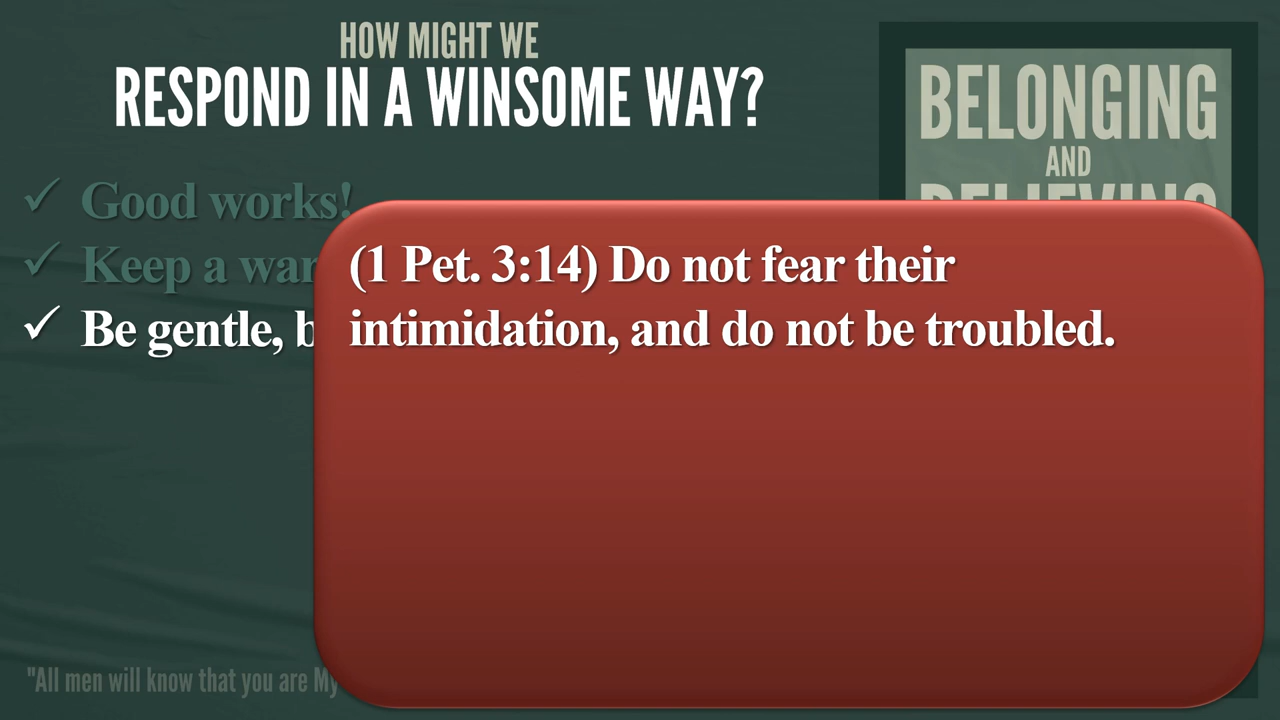 HOW MIGHT WE
RESPOND IN A WINSOME WAY?
BELONGING
AND
BELIEVING
Good works!
Keep a
Be gentle,
(1 Pet. 3:14) Do not fear their
intimidation, and do not be troubled.
"All men will know that you are My